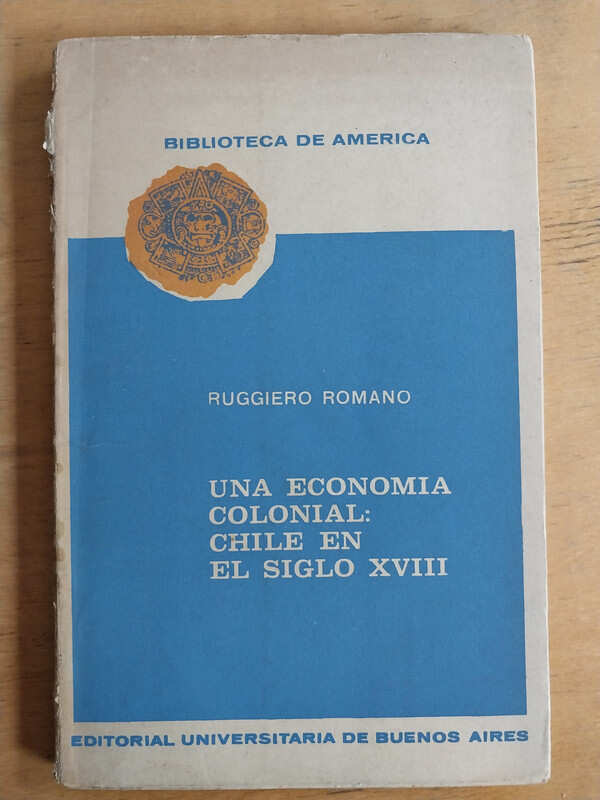 BIBLIOTECA DE AMERICA
RUGGIERO ROMANO
UNA ECONOMIA
COLONIAL:
CHILE EN
EL SIGLO XVIII
EDITORIAL UNIVERSITARIA DE BUENOS AIRES